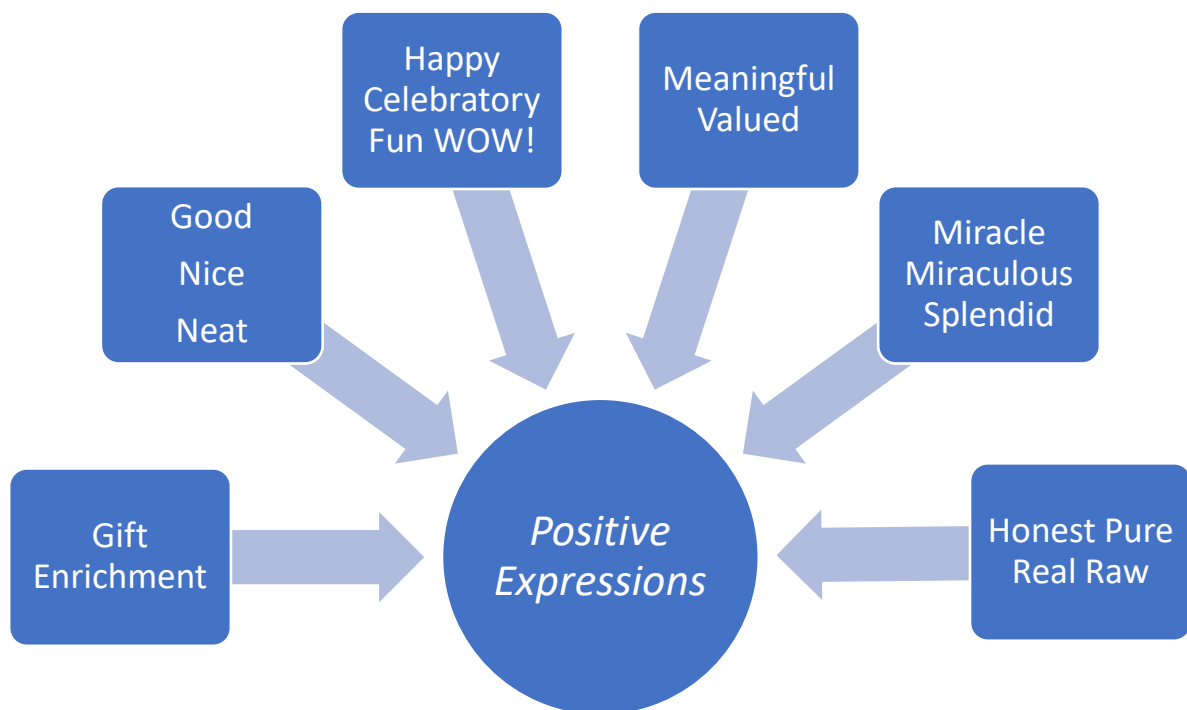 Happy
Celebratory
Fun WOW!
Meaningful
Valued
Good
Nice
Neat
Miracle
Miraculous
Splendid
Gift
Enrichment
Positive
Expressions
Honest Pure
Real Raw